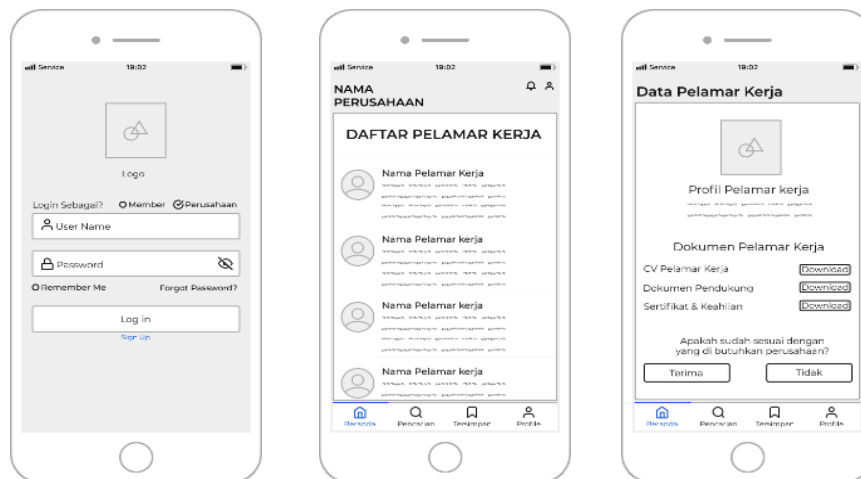 Service 19:02
Logo
Login Sebagai? Member Perusahaan
User Name
Password
Remember Me Forgot Password?
Log in
Sign Up
Service 19:02
NAMA
PERUSAHAAN
DAFTAR PELAMAR KERJA
Nama Pelamar Kerja
Nama Pelamar kerja
Nama Pelamar kerja
Nama Pelamar kerja
Beranda Pencarian Tersimpan Profile
Service 19:02
Data Pelamar Kerja
Profil Pelamar kerja
Dokumen Pelamar Kerja
CV Pelamar Kerja Download
Dokumen Pendukung Download
Sertifikat & Keahlian Download
Apakah sudah sesuai dengan
yang di butuhkan perusahaan?
Terima Tidak
Beranda Pencarian Tersimpan Profile